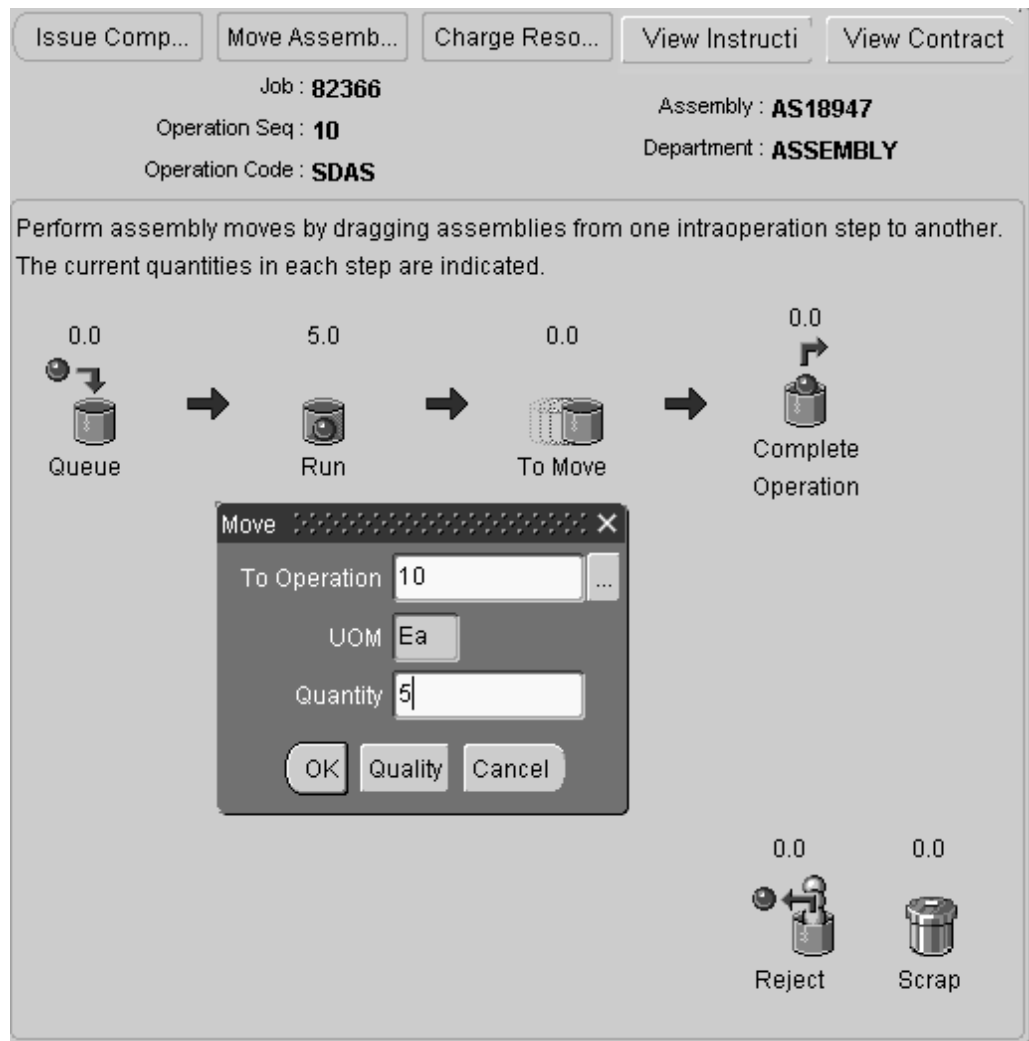 Issue Comp... Move Assemb... Charge Reso... View Instructi View Contract
Job : 82366
Assembly : AS18947
Operation Seq : 10
Department : ASSEMBLY
Operation Code : SDAS
Perform assembly moves by dragging assemblies from one intraoperation step to another.
The current quantities in each step are indicated.
0.0 5.0 0.0 0.0
Queue Run To Move Complete
Operation
Move
To Operation 10 ...
UOM Ea
Quantity 5
OK Quality Cancel
0.0 0.0
Reject Scrap